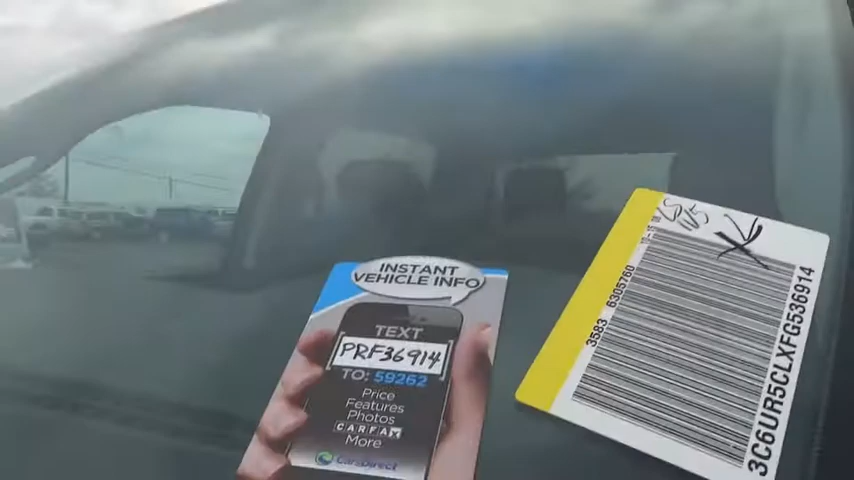 INSTANT
VEHICLE INFO
TEXT
PRF36914
TO: 59262
Price
Features
Photos
CARFAX
More
CarsDirect
3583 6305760
3C6UR5CLXFG536914